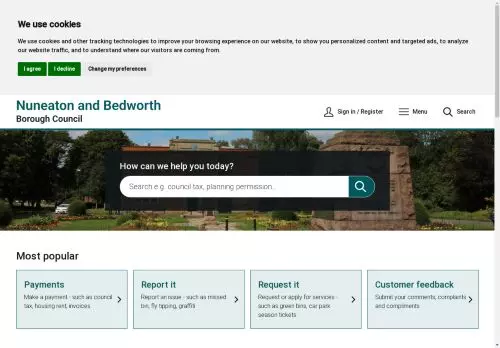 We use cookies
We use cookies and other tracking technologies to improve your browsing experience on our website, to show you personalized content and targeted ads, to analyze
our website traffic, and to understand where our visitors are coming from.
I agree
I decline
Change my preferences
Nuneaton and Bedworth
Borough Council
Sign in / Register
Menu
Search
How can we help you today?
Search e.g. council tax, planning permission...
Most popular
Payments
Make a payment - such as council
tax, housing rent, invoices
Report it
Report an issue - such as missed
bin, fly tipping, graffiti
Request it
Request or apply for services -
such as green bins, car park
season tickets
Customer feedback
Submit your comments, complaints
and compliments